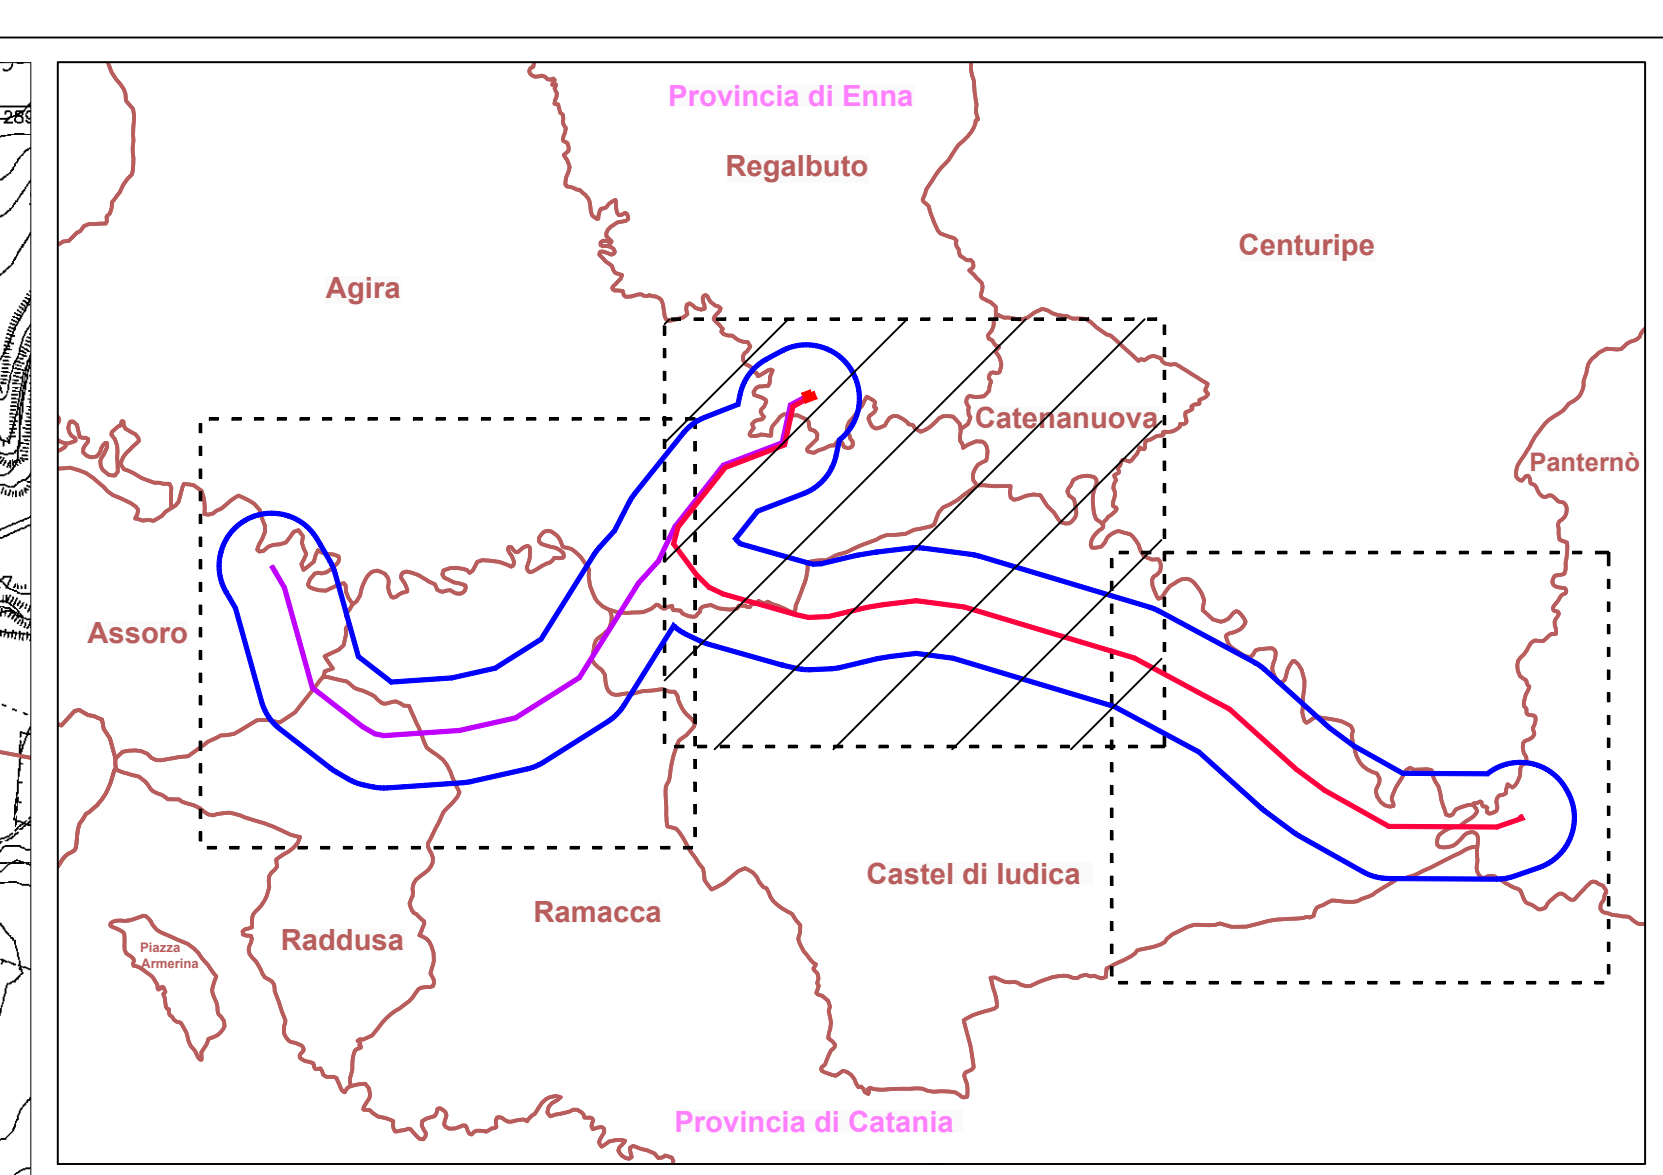 Provincia di Enna
Regalbuto
Centuripe
Agira
Catenanuova
Panternò
Assoro
Castel di Iudica
Ramacca
Raddusa
Piazza
Armerina
Provincia di Catania